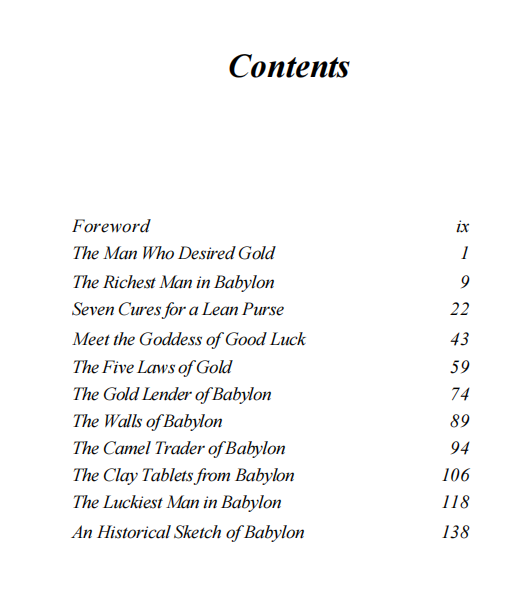 Contents
Foreword ix
The Man Who Desired Gold 1
The Richest Man in Babylon 9
Seven Cures for a Lean Purse 22
Meet the Goddess of Good Luck 43
The Five Laws of Gold 59
The Gold Lender of Babylon 74
The Walls of Babylon 89
The Camel Trader of Babylon 94
The Clay Tablets from Babylon 106
The Luckiest Man in Babylon 118
An Historical Sketch of Babylon 138